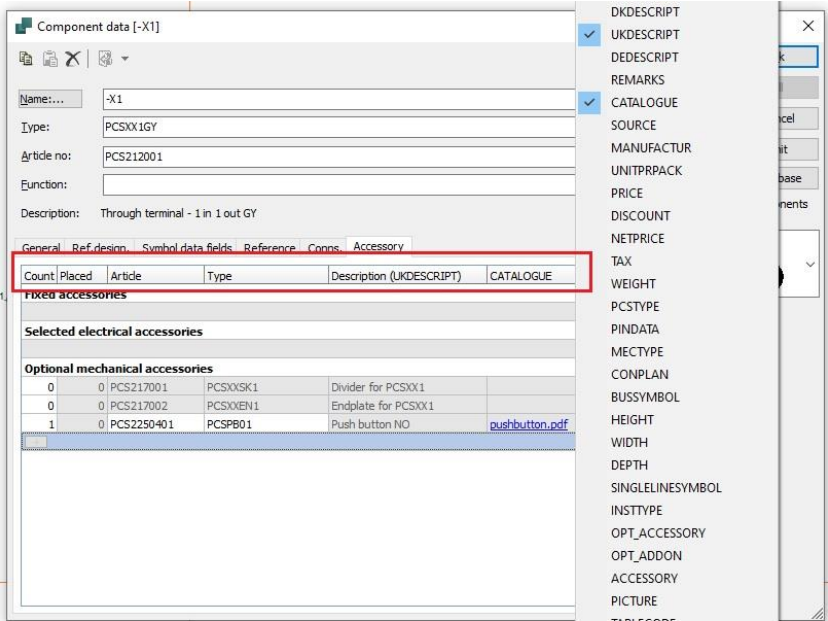 Component data [-X1]
Name:...
-X1
Type:
PCSXX1GY
Article no:
PCS212001
Function:
Description:
Through terminal - 1 in 1 out GY
General Ref.design. Symbol data fields Reference Conns. Accessory
Count Placed Article Type Description (UKDESCRIPT) CATALOGUE
Fixed accessories
Selected electrical accessories
Optional mechanical accessories
0 0 PCS217001 PCSXXSK1 Divider for PCSXX1
0 0 PCS217002 PCSXXEN1 Endplate for PCSXX1
1 0 PCS2250401 PCSPB01 Push button NO pushbutton.pdf
DKDESCRIPT
UKDESCRIPT
DEDESCRIPT
REMARKS
CATALOGUE
SOURCE
MANUFACTUR
UNITPRPACK
PRICE
DISCOUNT
NETPRICE
TAX
WEIGHT
PCSTYPE
PINDATA
MECTYPE
CONPLAN
BUSSYMBOL
HEIGHT
WIDTH
DEPTH
SINGLELINESYMBOL
INSTTYPE
OPT_ACCESSORY
OPT_ADDON
ACCESSORY
PICTURE